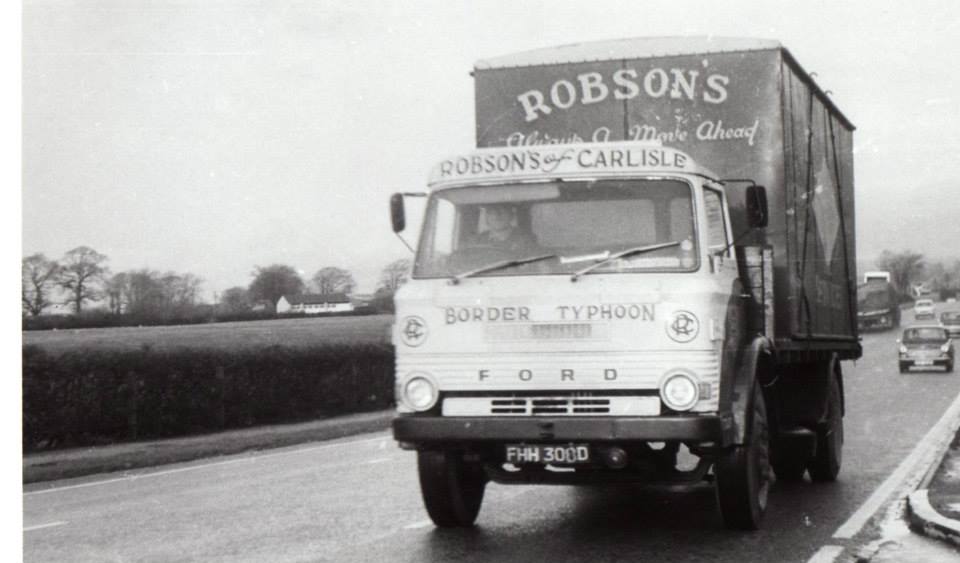 ROBSON'S
Always A Move Ahead
ROBSON'S of CARLISLE
BORDER TYPHOON
FORD
FHH 300D